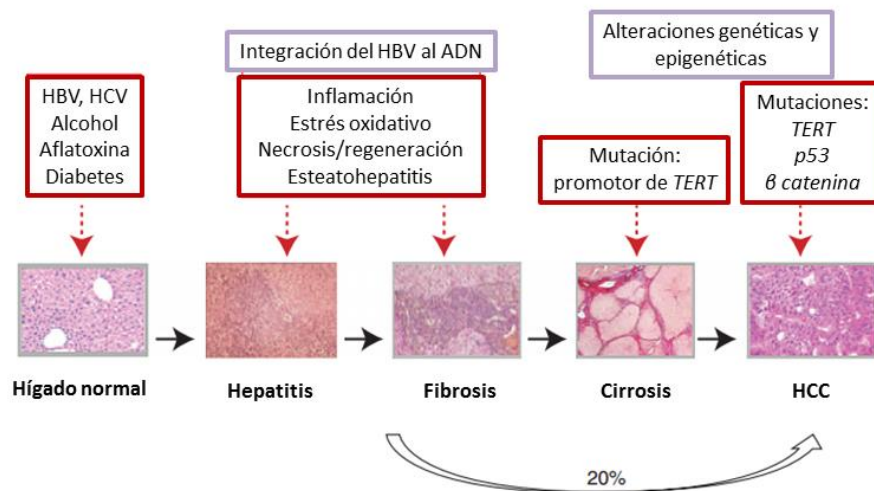 Integración del HBV al ADN
Alteraciones genéticas y
epigenéticas
HBV, HCV
Alcohol
Aflatoxina
Diabetes
Inflamación
Estrés oxidativo
Necrosis/regeneración
Esteatohepatitis
Mutación:
promotor de TERT
Mutaciones:
TERT
p53
β catenina
Hígado normal
Hepatitis
Fibrosis
Cirrosis
HCC
20%